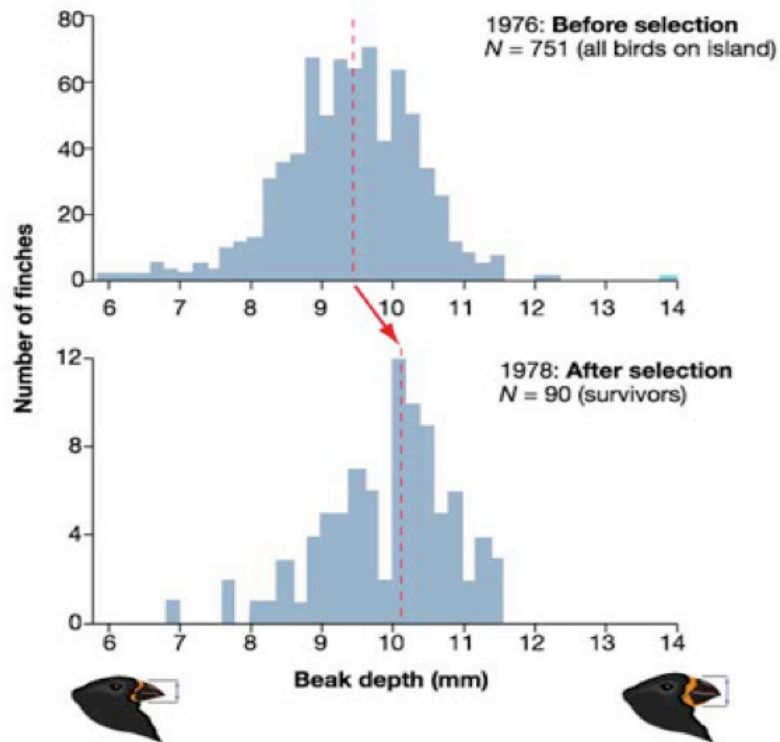 80
60
40
20
0
1976: Before selection
N = 751 (all birds on island)
6 7 8 9 10 11 12 13 14
Number of finches
12
8
4
0
1978: After selection
N = 90 (survivors)
6 7 8 9 10 11 12 13 14
Beak depth (mm)